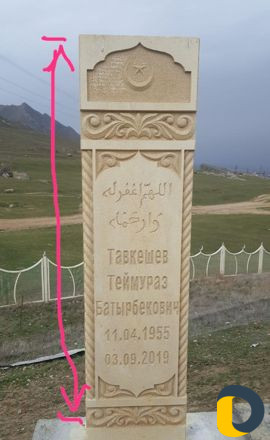 اللهم اغفر له
وارحمه
Тавкешев
Теймураз
Батырбекович
11.04.1955
03.09.2019